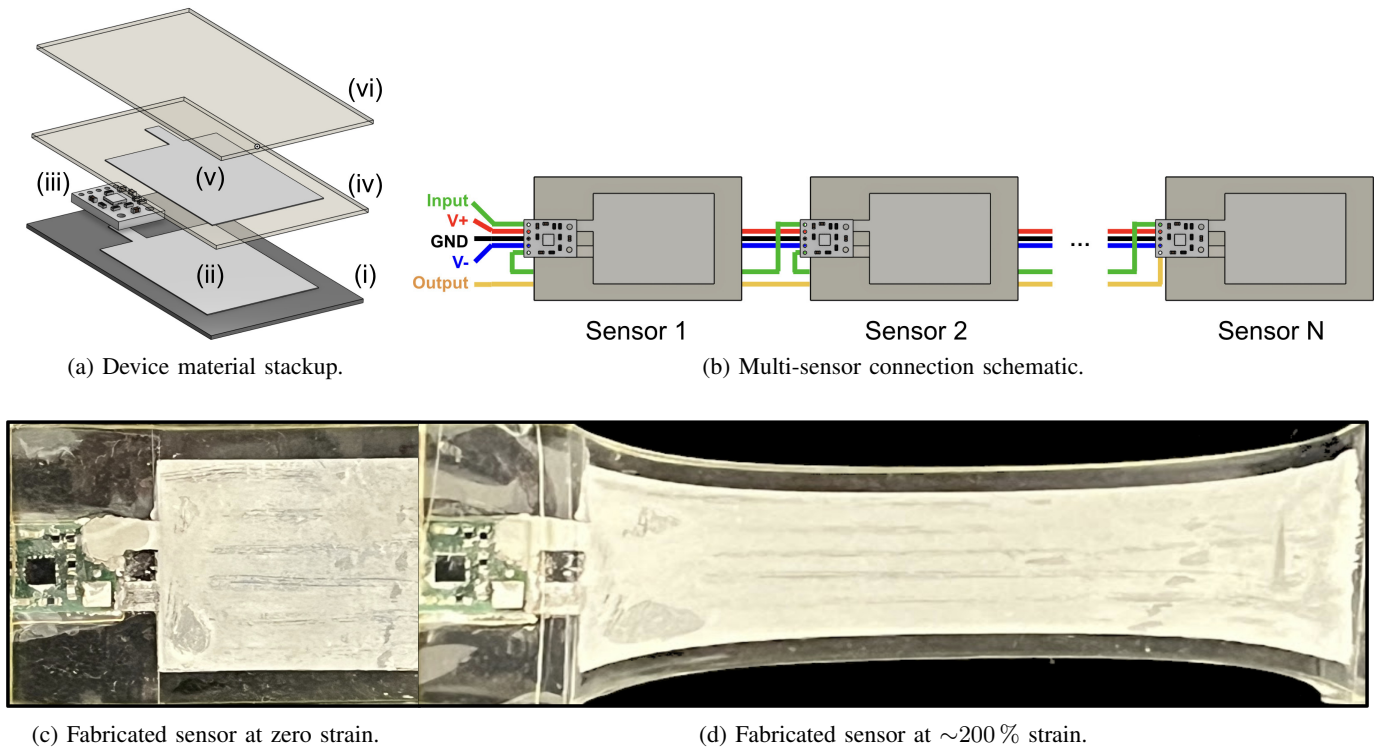 (vi)
(v)
(iii)
(iv)
(ii)
(i)
Input
V+
GND
V-
Output
...
Sensor 1
Sensor 2
Sensor N
(a) Device material stackup.
(b) Multi-sensor connection schematic.
(c) Fabricated sensor at zero strain.
(d) Fabricated sensor at ~200 % strain.